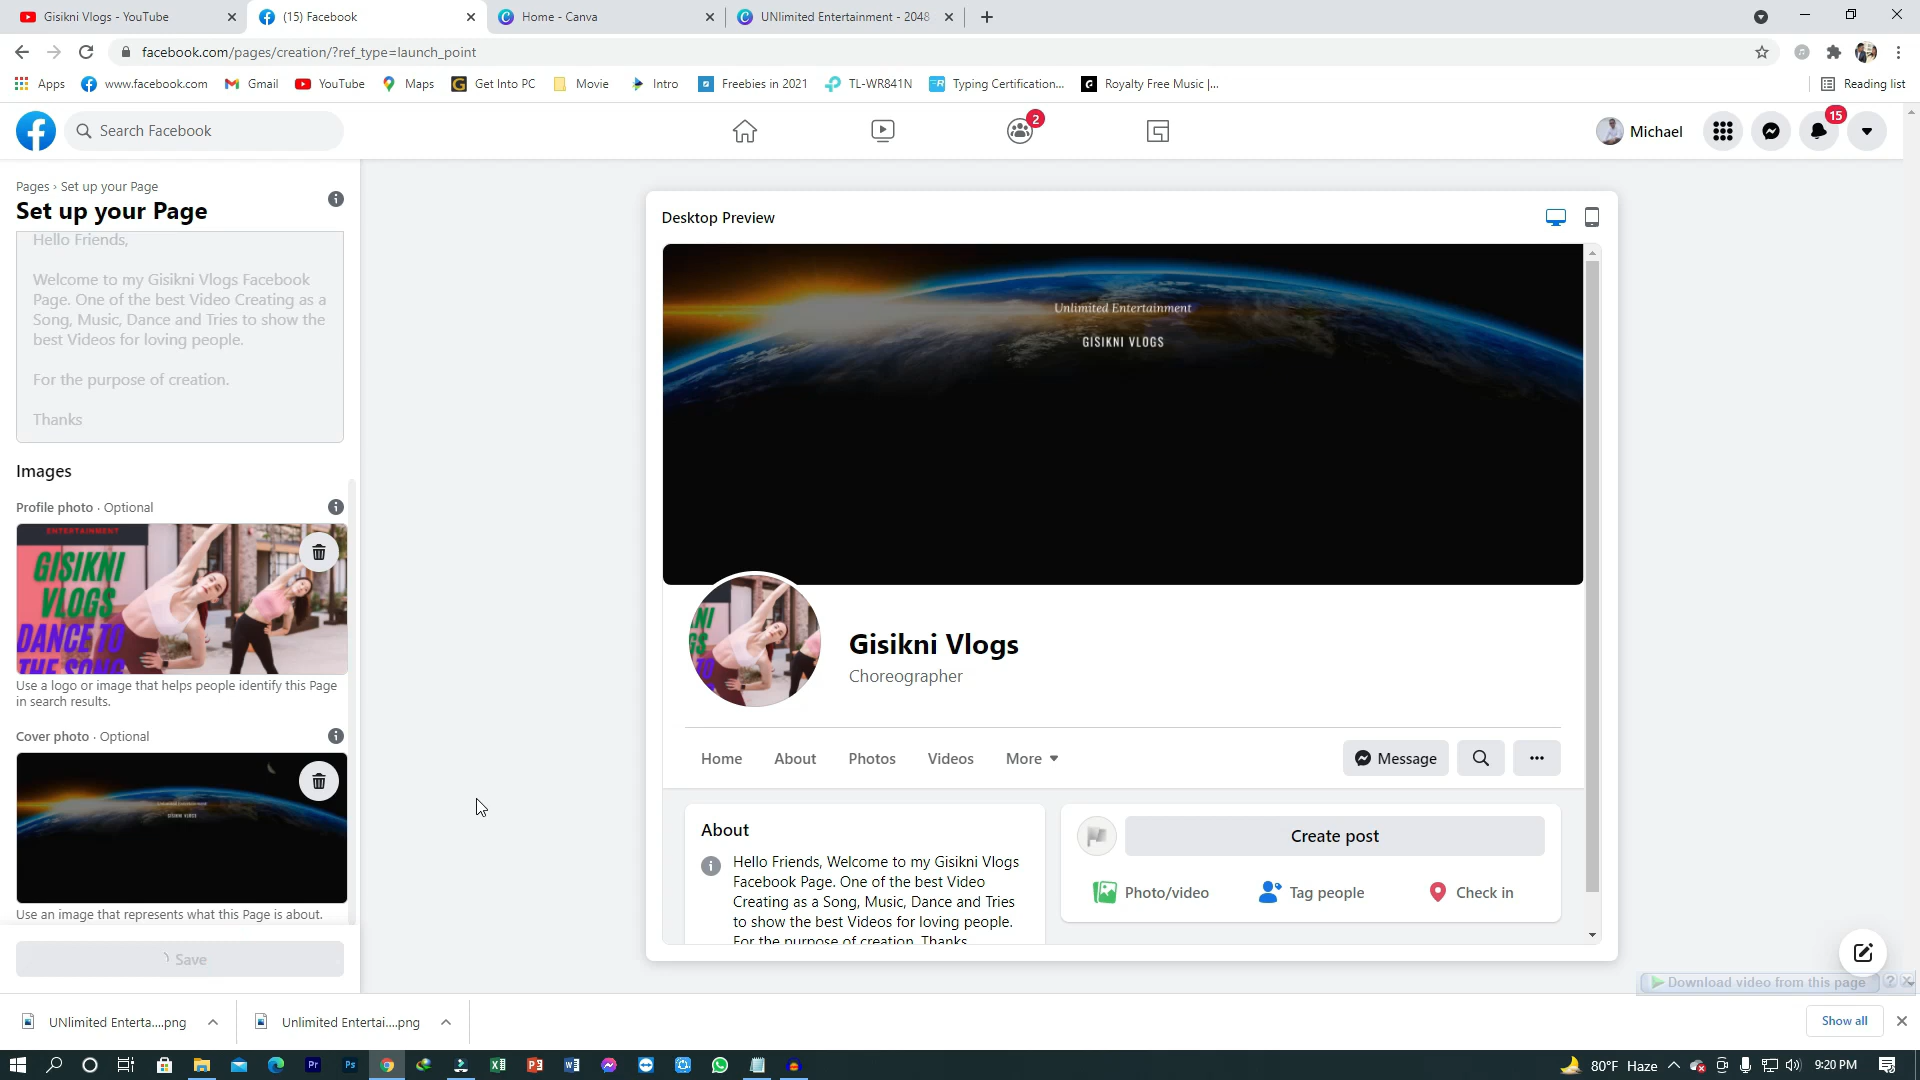 Gisikni Vlogs - YouTube
(15) Facebook
Home - Canva
UNlimited Entertainment - 2048
facebook.com/pages/creation/?ref_type=launch_point
Apps
www.facebook.com
Gmail
YouTube
Maps
Get Into PC
Movie
Intro
Freebies in 2021
TL-WR841N
Typing Certification...
Royalty Free Music |...
Reading list
Search Facebook
2
Michael
15
Pages › Set up your Page
Set up your Page
Hello Friends,
Welcome to my Gisikni Vlogs Facebook
Page. One of the best Video Creating as a
Song, Music, Dance and Tries to show the
best Videos for loving people.
For the purpose of creation.
Thanks
Images
Profile photo · Optional
ENTERTAINMENT
GISIKNI
VLOGS
DANCE TO
THE SONG
Use a logo or image that helps people identify this Page
in search results.
Cover photo · Optional
Unlimited Entertainment
GISIKNI VLOGS
Use an image that represents what this Page is about.
Save
Desktop Preview
Unlimited Entertainment
GISIKNI VLOGS
Gisikni Vlogs
Choreographer
Home
About
Photos
Videos
More
Message
About
Hello Friends, Welcome to my Gisikni Vlogs
Facebook Page. One of the best Video
Creating as a Song, Music, Dance and Tries
to show the best Videos for loving people.
For the purpose of creation. Thanks
Create post
Photo/video
Tag people
Check in
Download video from this page
UNlimited Enterta....png
Unlimited Entertai....png
Show all
80°F Haze
9:20 PM